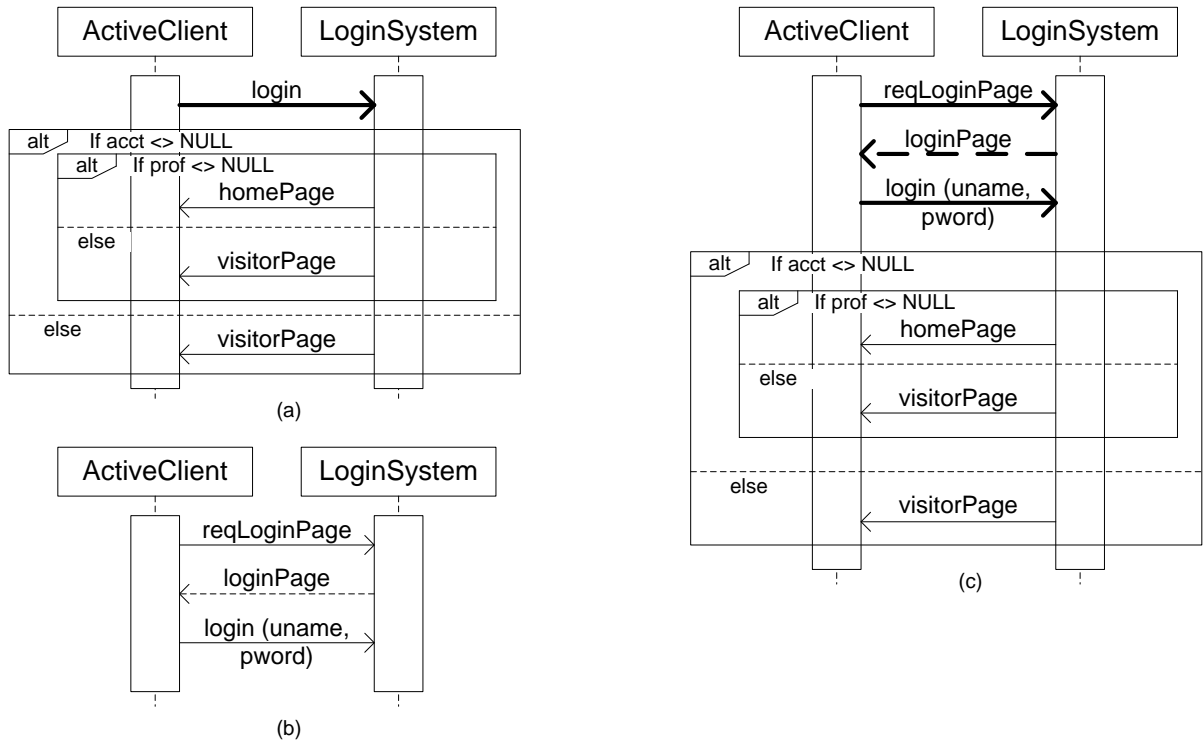 ActiveClient
LoginSystem
login
alt
If acct <> NULL
alt
If prof <> NULL
homePage
else
visitorPage
else
visitorPage
(a)
ActiveClient
LoginSystem
reqLoginPage
loginPage
login (uname,
pword)
(b)
ActiveClient
LoginSystem
reqLoginPage
loginPage
login (uname,
pword)
alt
If acct <> NULL
alt
If prof <> NULL
homePage
else
visitorPage
else
visitorPage
(c)